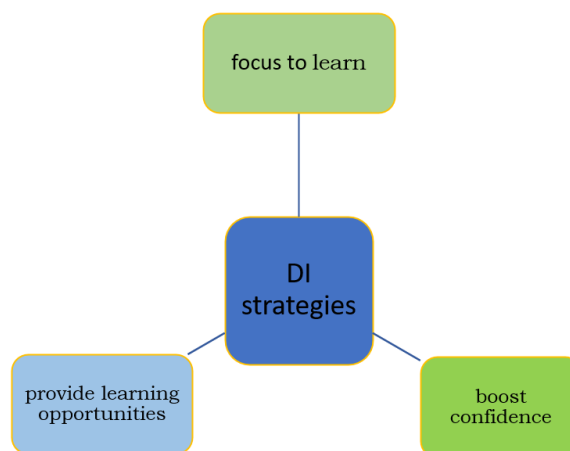 focus to learn
DI
strategies
provide learning
opportunities
boost
confidence